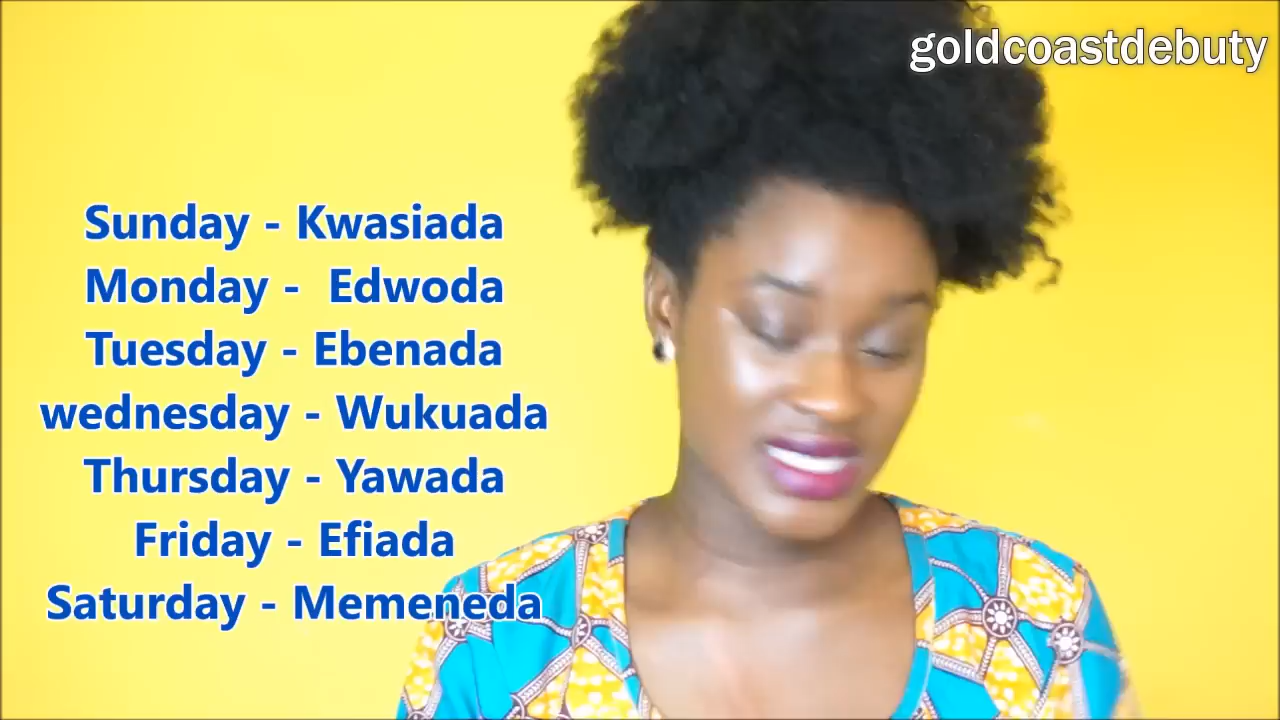 goldcoastdebuty
Sunday - Kwasiada
Monday - Edwoda
Tuesday - Ebenada
wednesday - Wukuada
Thursday - Yawada
Friday - Efiada
Saturday - Memeneda